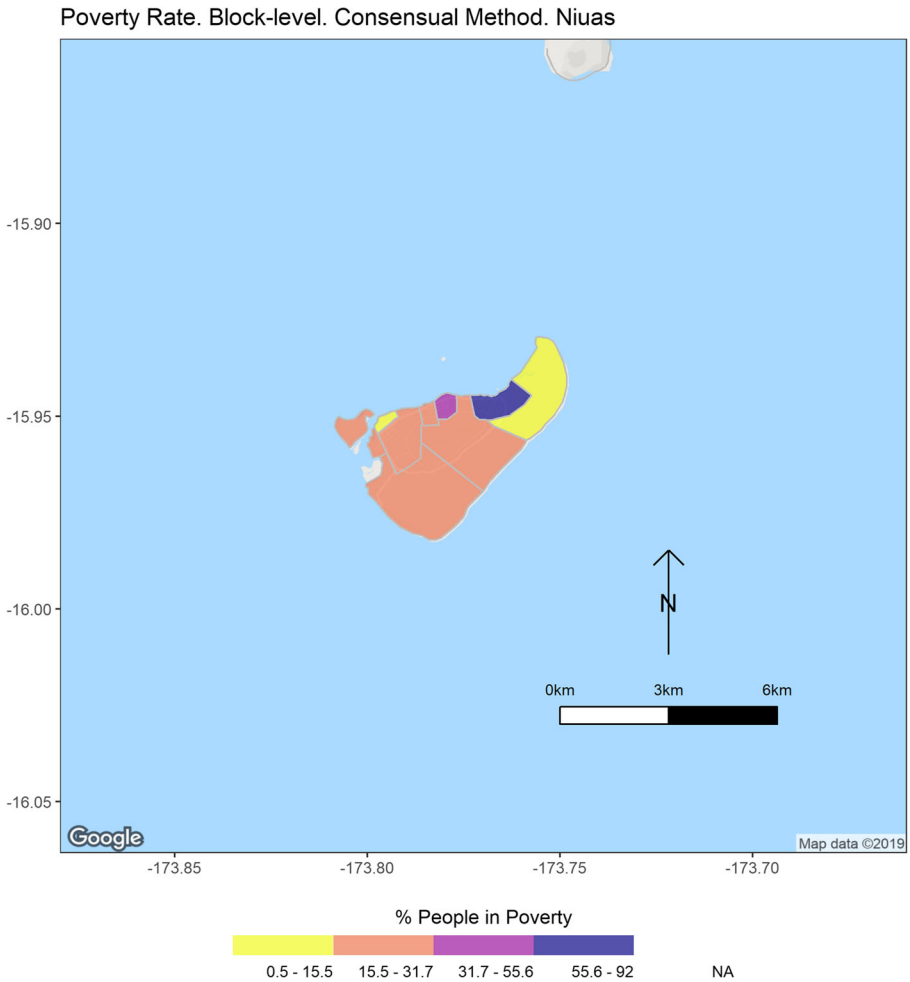 Poverty Rate. Block-level. Consensual Method. Niuas
-15.90
-15.95
-16.00
-16.05
N
0km 3km 6km
Google
Map data ©2019
-173.85 -173.80 -173.75 -173.70
% People in Poverty
0.5 - 15.5 15.5 - 31.7 31.7 - 55.6 55.6 - 92 NA